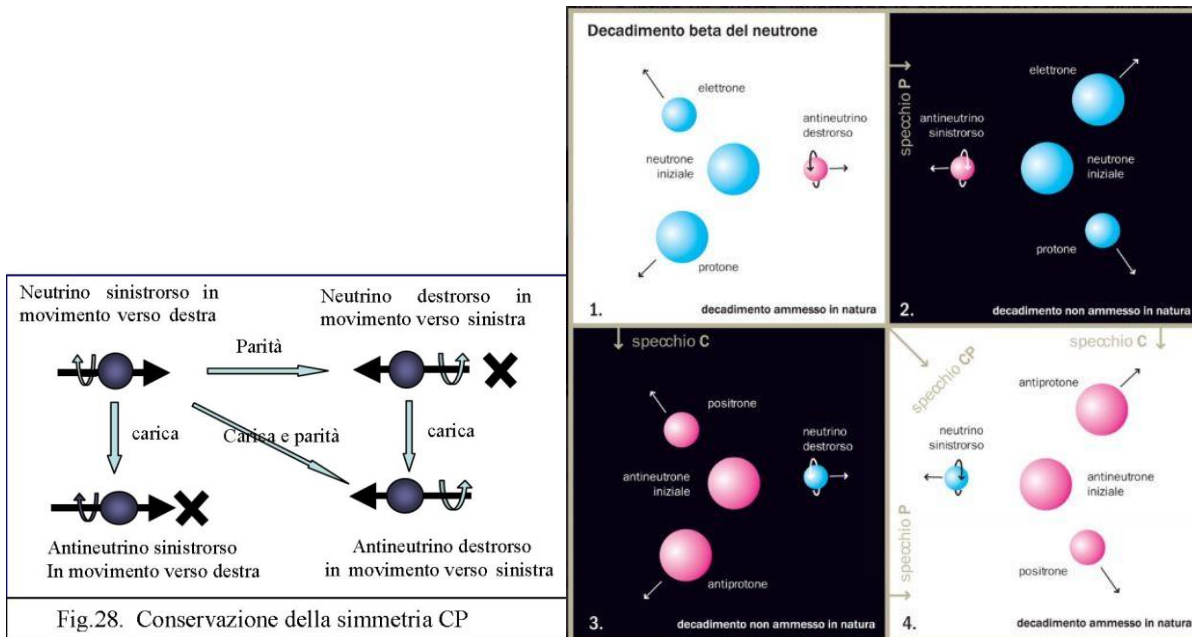 Neutrino sinistrorso in
movimento verso destra
Neutrino destrorso in
movimento verso sinistra
Parità
carica
Carica e parità
carica
Antineutrino sinistrorso
In movimento verso destra
Antineutrino destrorso
in movimento verso sinistra
Fig.28. Conservazione della simmetria CP
Decadimento beta del neutrone
elettrone
antineutrino
destrorso
neutrone
iniziale
protone
1.
decadimento ammesso in natura
specchio P
elettrone
antineutrino
sinistrorso
neutrone
iniziale
protone
2.
decadimento non ammesso in natura
specchio C
positrone
neutrino
destrorso
antineutrone
iniziale
antiprotone
3.
decadimento non ammesso in natura
specchio CP
specchio C
antiprotone
neutrino
sinistrorso
antineutrone
iniziale
specchio P
positrone
4.
decadimento ammesso in natura